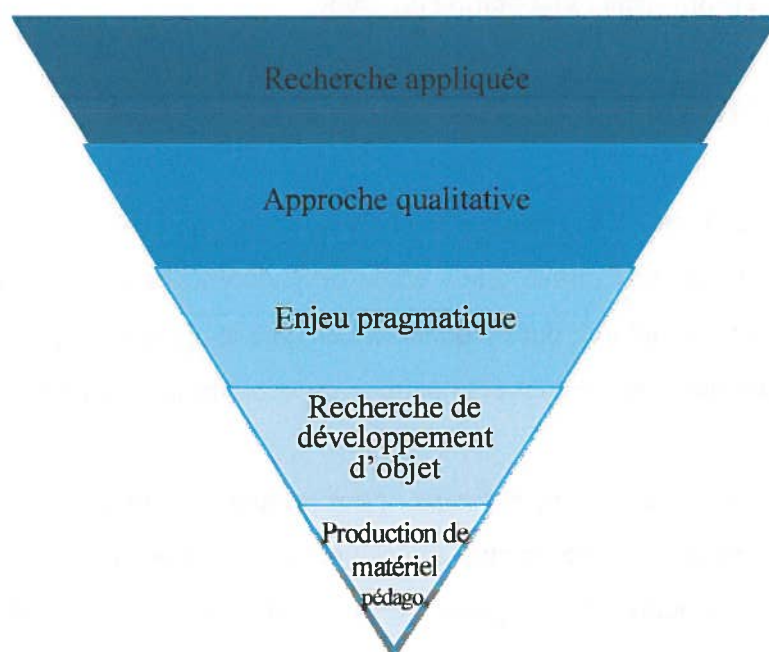 Recherche appliquée
Approche qualitative
Enjeu pragmatique
Recherche de
développement
d'objet
Production de
matériel
pédago.